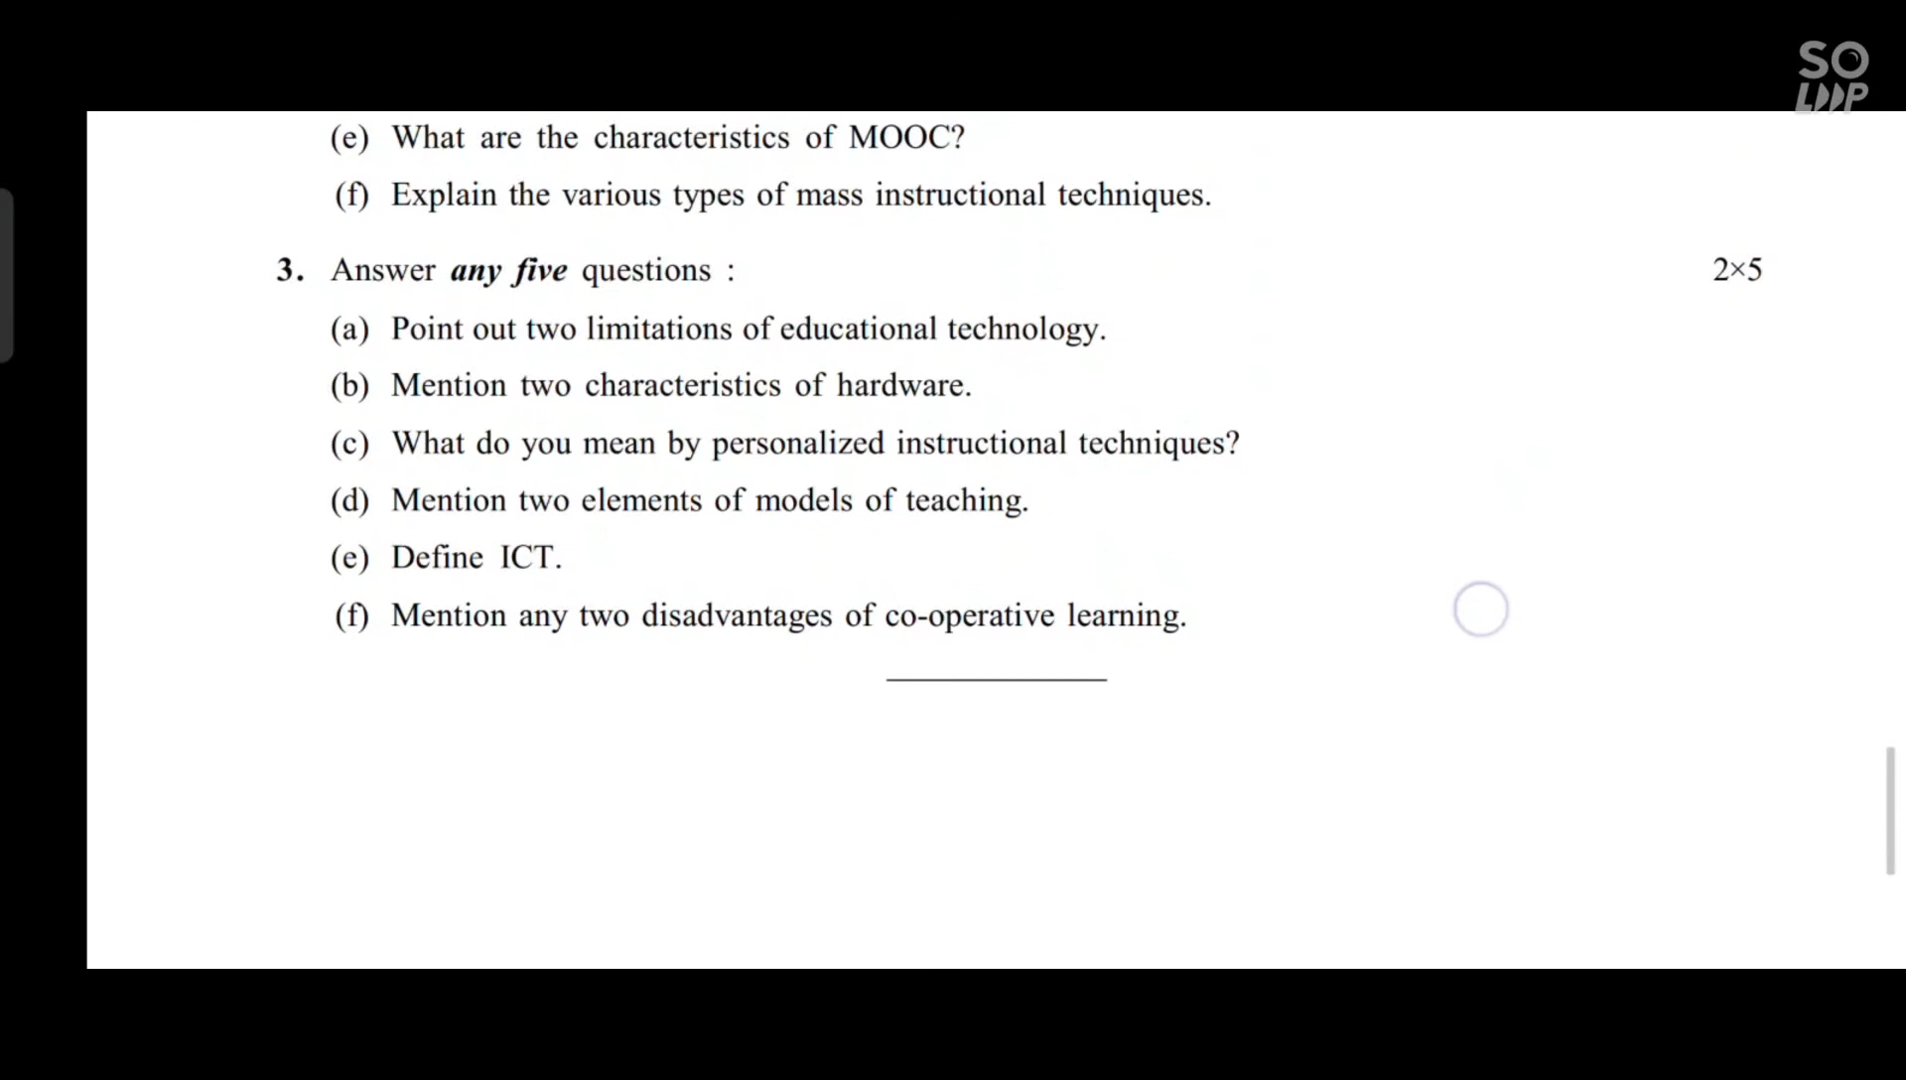 SO
LOOP
(e) What are the characteristics of MOOC?
(f) Explain the various types of mass instructional techniques.
3. Answer any five questions : 2×5
(a) Point out two limitations of educational technology.
(b) Mention two characteristics of hardware.
(c) What do you mean by personalized instructional techniques?
(d) Mention two elements of models of teaching.
(e) Define ICT.
(f) Mention any two disadvantages of co-operative learning.